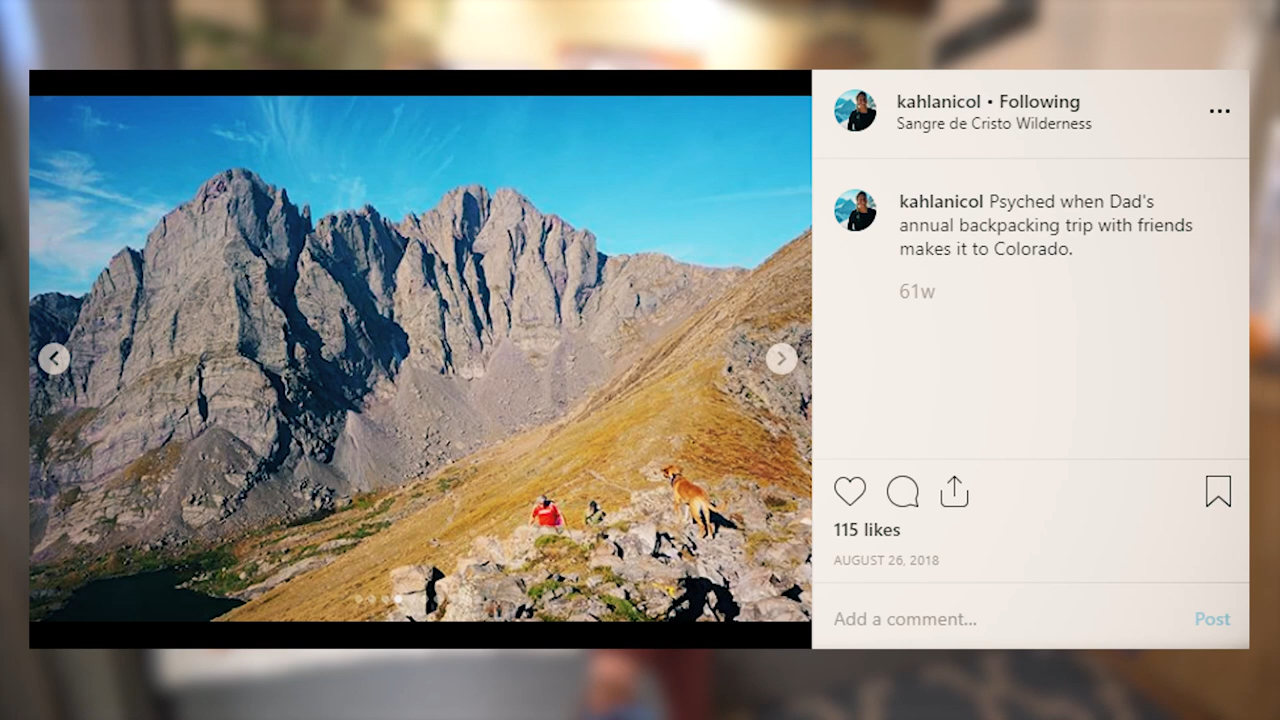 kahlanicol • Following
Sangre de Cristo Wilderness
kahlanicol Psyched when Dad's
annual backpacking trip with friends
makes it to Colorado.
61w
115 likes
AUGUST 26, 2018
Add a comment...
Post